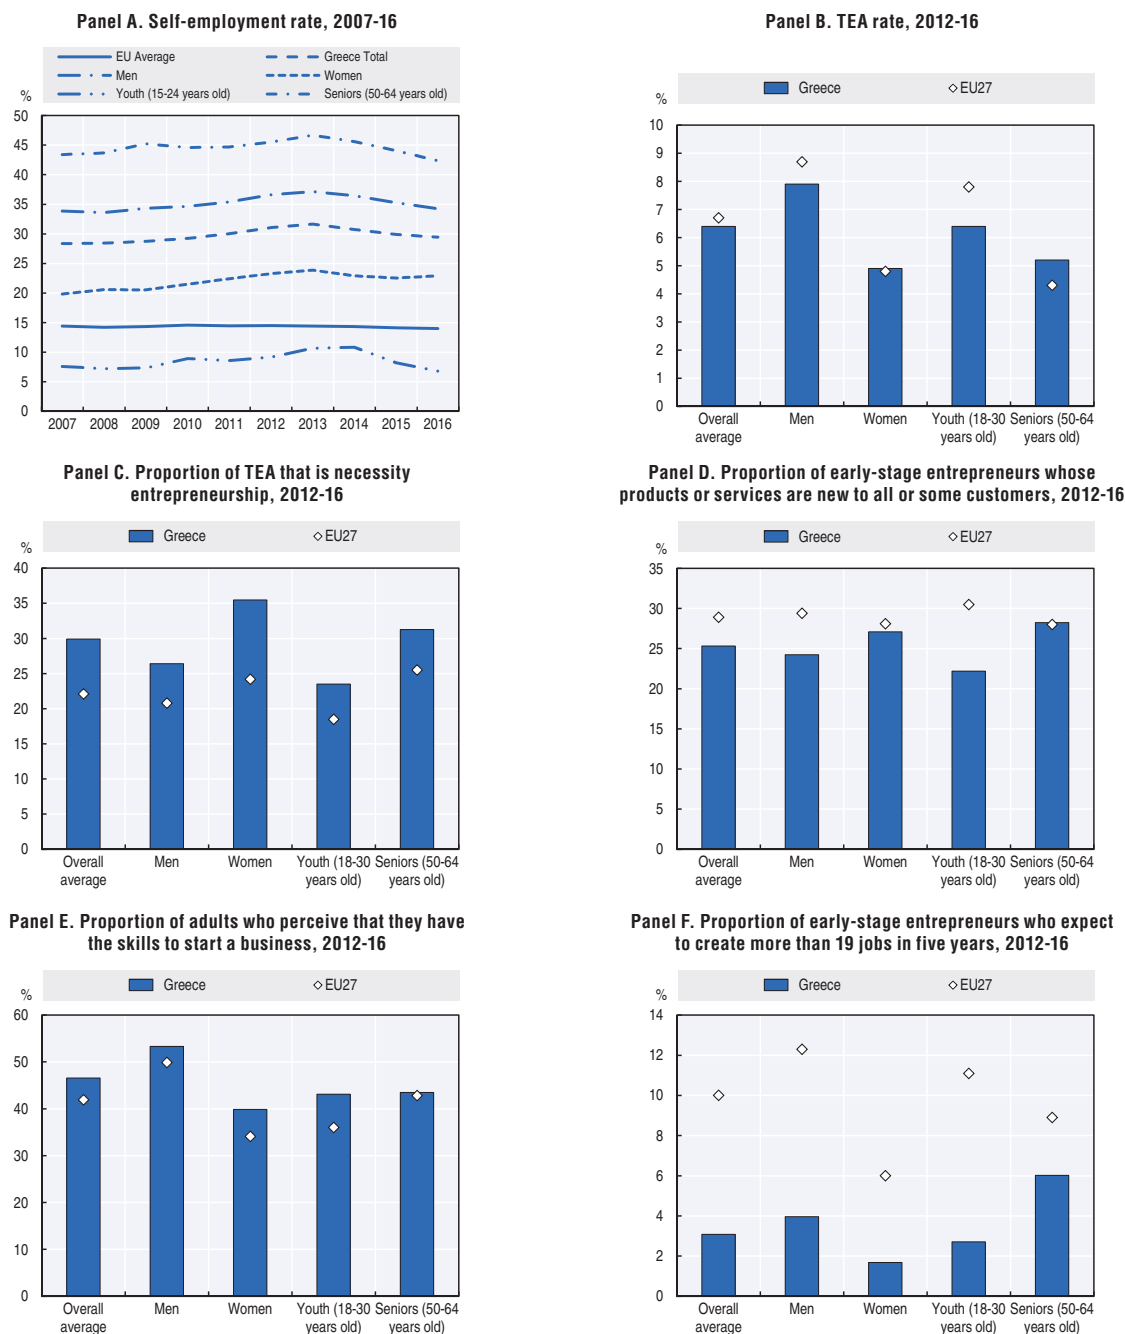 Panel A. Self-employment rate, 2007-16
EU Average
Greece Total
Men
Women
Youth (15-24 years old)
Seniors (50-64 years old)
%
50
45
40
35
30
25
20
15
10
5
0
2007 2008 2009 2010 2011 2012 2013 2014 2015 2016
Panel B. TEA rate, 2012-16
Greece
EU27
%
10
9
8
7
6
5
4
3
2
1
0
Overall average
Men
Women
Youth (18-30 years old)
Seniors (50-64 years old)
Panel C. Proportion of TEA that is necessity
entrepreneurship, 2012-16
Greece
EU27
%
40
35
30
25
20
15
10
5
0
Overall average
Men
Women
Youth (18-30 years old)
Seniors (50-64 years old)
Panel D. Proportion of early-stage entrepreneurs whose
products or services are new to all or some customers, 2012-16
Greece
EU27
%
35
30
25
20
15
10
5
0
Overall average
Men
Women
Youth (18-30 years old)
Seniors (50-64 years old)
Panel E. Proportion of adults who perceive that they have
the skills to start a business, 2012-16
Greece
EU27
%
60
50
40
30
20
10
0
Overall average
Men
Women
Youth (18-30 years old)
Seniors (50-64 years old)
Panel F. Proportion of early-stage entrepreneurs who expect
to create more than 19 jobs in five years, 2012-16
Greece
EU27
%
14
12
10
8
6
4
2
0
Overall average
Men
Women
Youth (18-30 years old)
Seniors (50-64 years old)